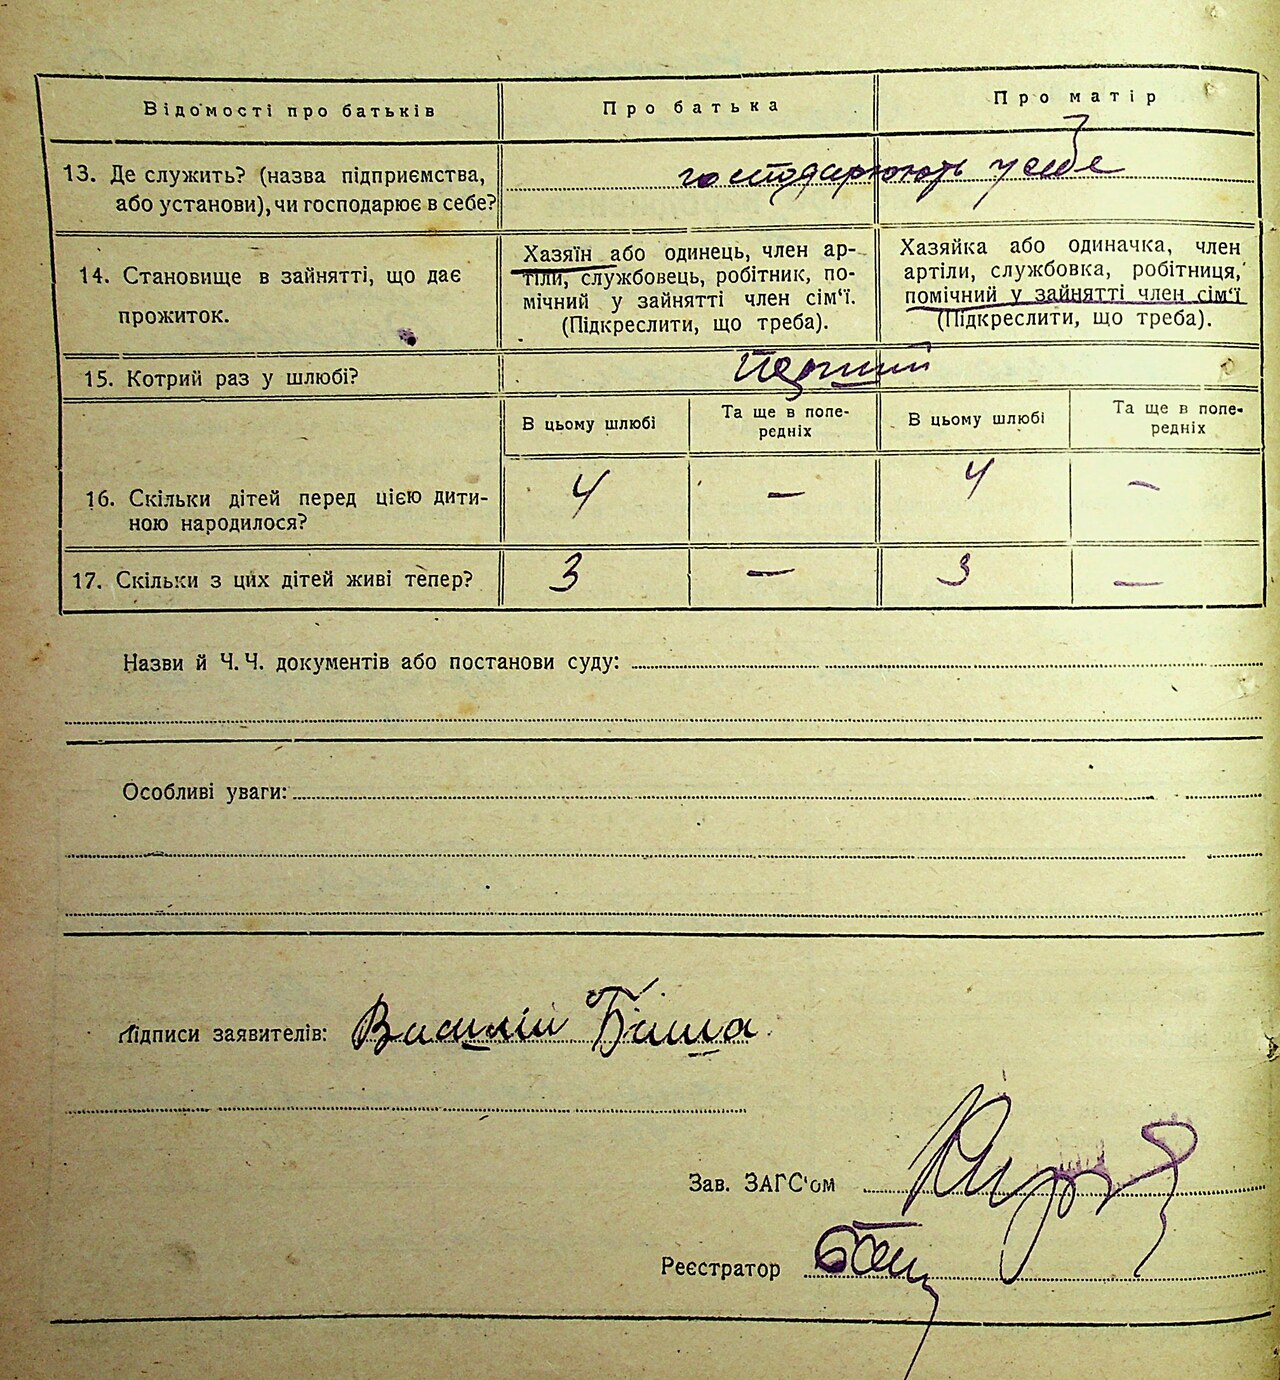 Відомості про батьків
Про батька
Про матір
13. Де служить? (назва підприємства,
або установи), чи господарює в себе?
господарюють у себе
14. Становище в зайнятті, що дає
прожиток.
Хазяїн або одинець, член ар-
тіли, службовець, робітник, по-
мічний у зайнятті член сім'ї.
(Підкреслити, що треба).
Хазяйка або одиначка, член
артіли, службовка, робітниця,
помічний у зайнятті член сім'ї
(Підкреслити, що треба).
15. Котрий раз у шлюбі?
Перший
В цьому шлюбі
Та ще в попе-
редніх
В цьому шлюбі
Та ще в попе-
редніх
16. Скільки дітей перед цією дити-
ною народилося?
4 — 4 —
17. Скільки з цих дітей живі тепер?
3 — 3 —
Назви й Ч. Ч. документів або постанови суду:
Особливі уваги:
Підписи заявителів: Василій
Зав. ЗАГС'ом
Реєстратор